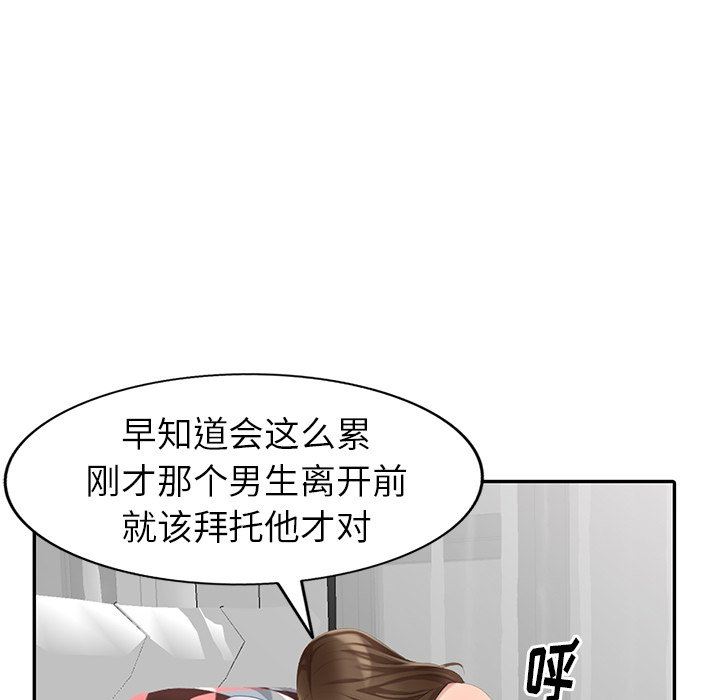 早知道会这么累
刚才那个男生离开前
就该拜托他才对
呼